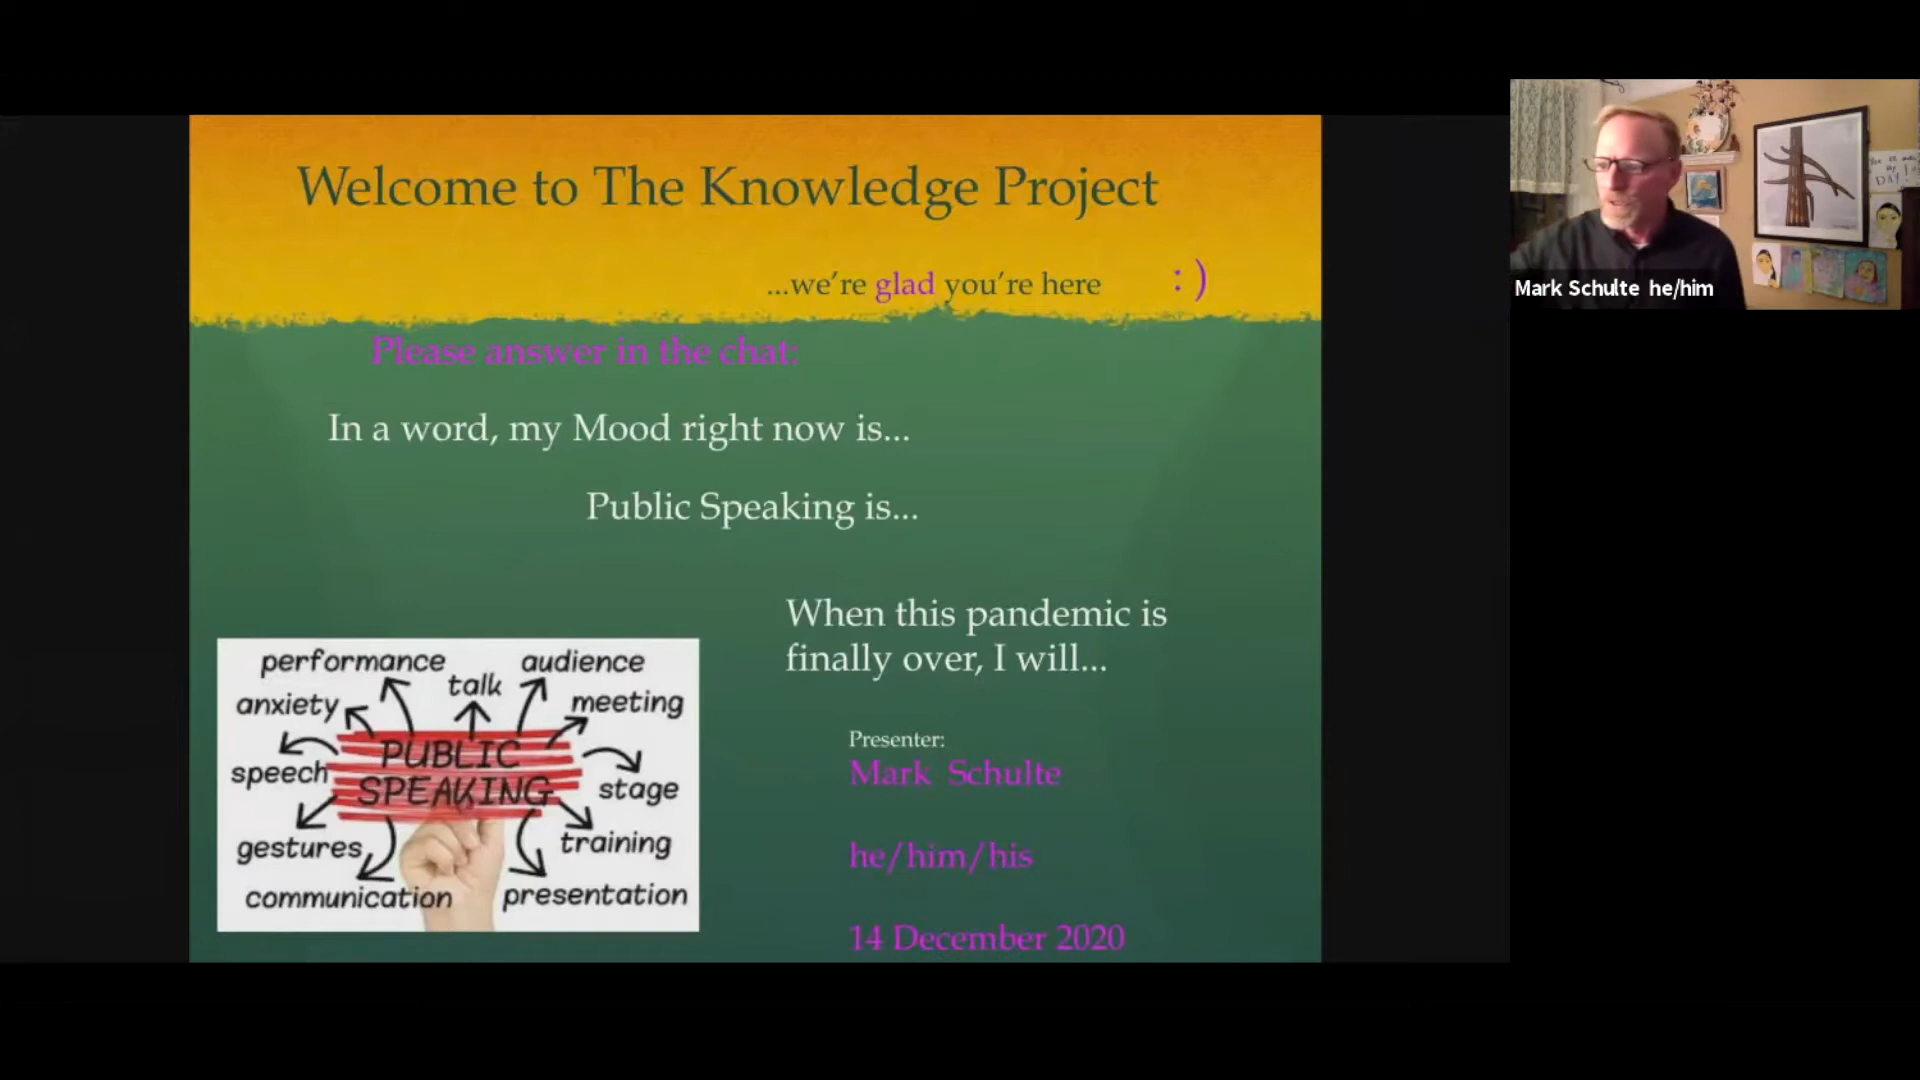 Welcome to The Knowledge Project
...we're glad you're here : )
Please answer in the chat:
In a word, my Mood right now is...
Public Speaking is...
When this pandemic is
finally over, I will...
performance
audience
talk
anxiety
meeting
PUBLIC
SPEAKING
speech
stage
gestures
training
communication
presentation
Presenter:
Mark Schulte
he/him/his
14 December 2020
Mark Schulte he/him
DAY!